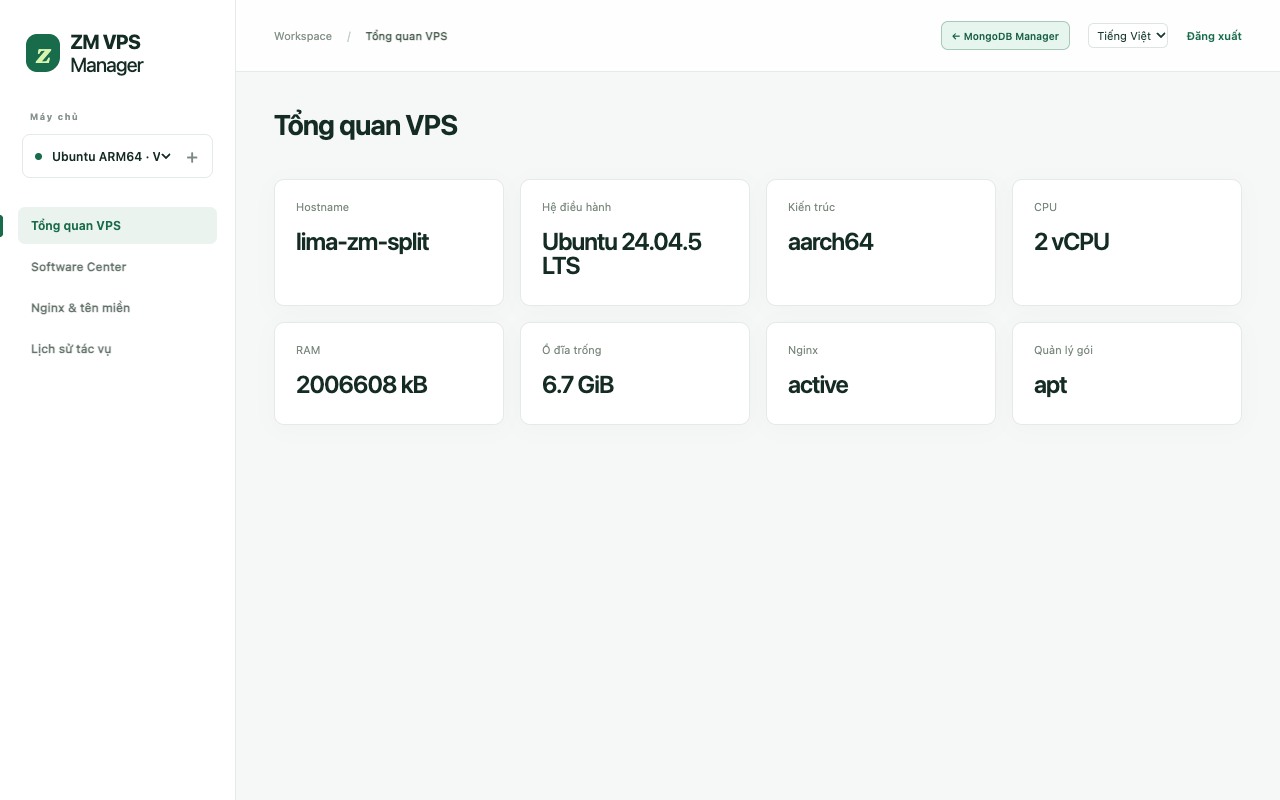 z
ZM VPS
Manager
Workspace / Tổng quan VPS
← MongoDB Manager
Tiếng Việt
Đăng xuất
Máy chủ
Ubuntu ARM64 · V
+
Tổng quan VPS
Software Center
Nginx & tên miền
Lịch sử tác vụ
Tổng quan VPS
Hostname
lima-zm-split
Hệ điều hành
Ubuntu 24.04.5
LTS
Kiến trúc
aarch64
CPU
2 vCPU
RAM
2006608 kB
Ổ đĩa trống
6.7 GiB
Nginx
active
Quản lý gói
apt